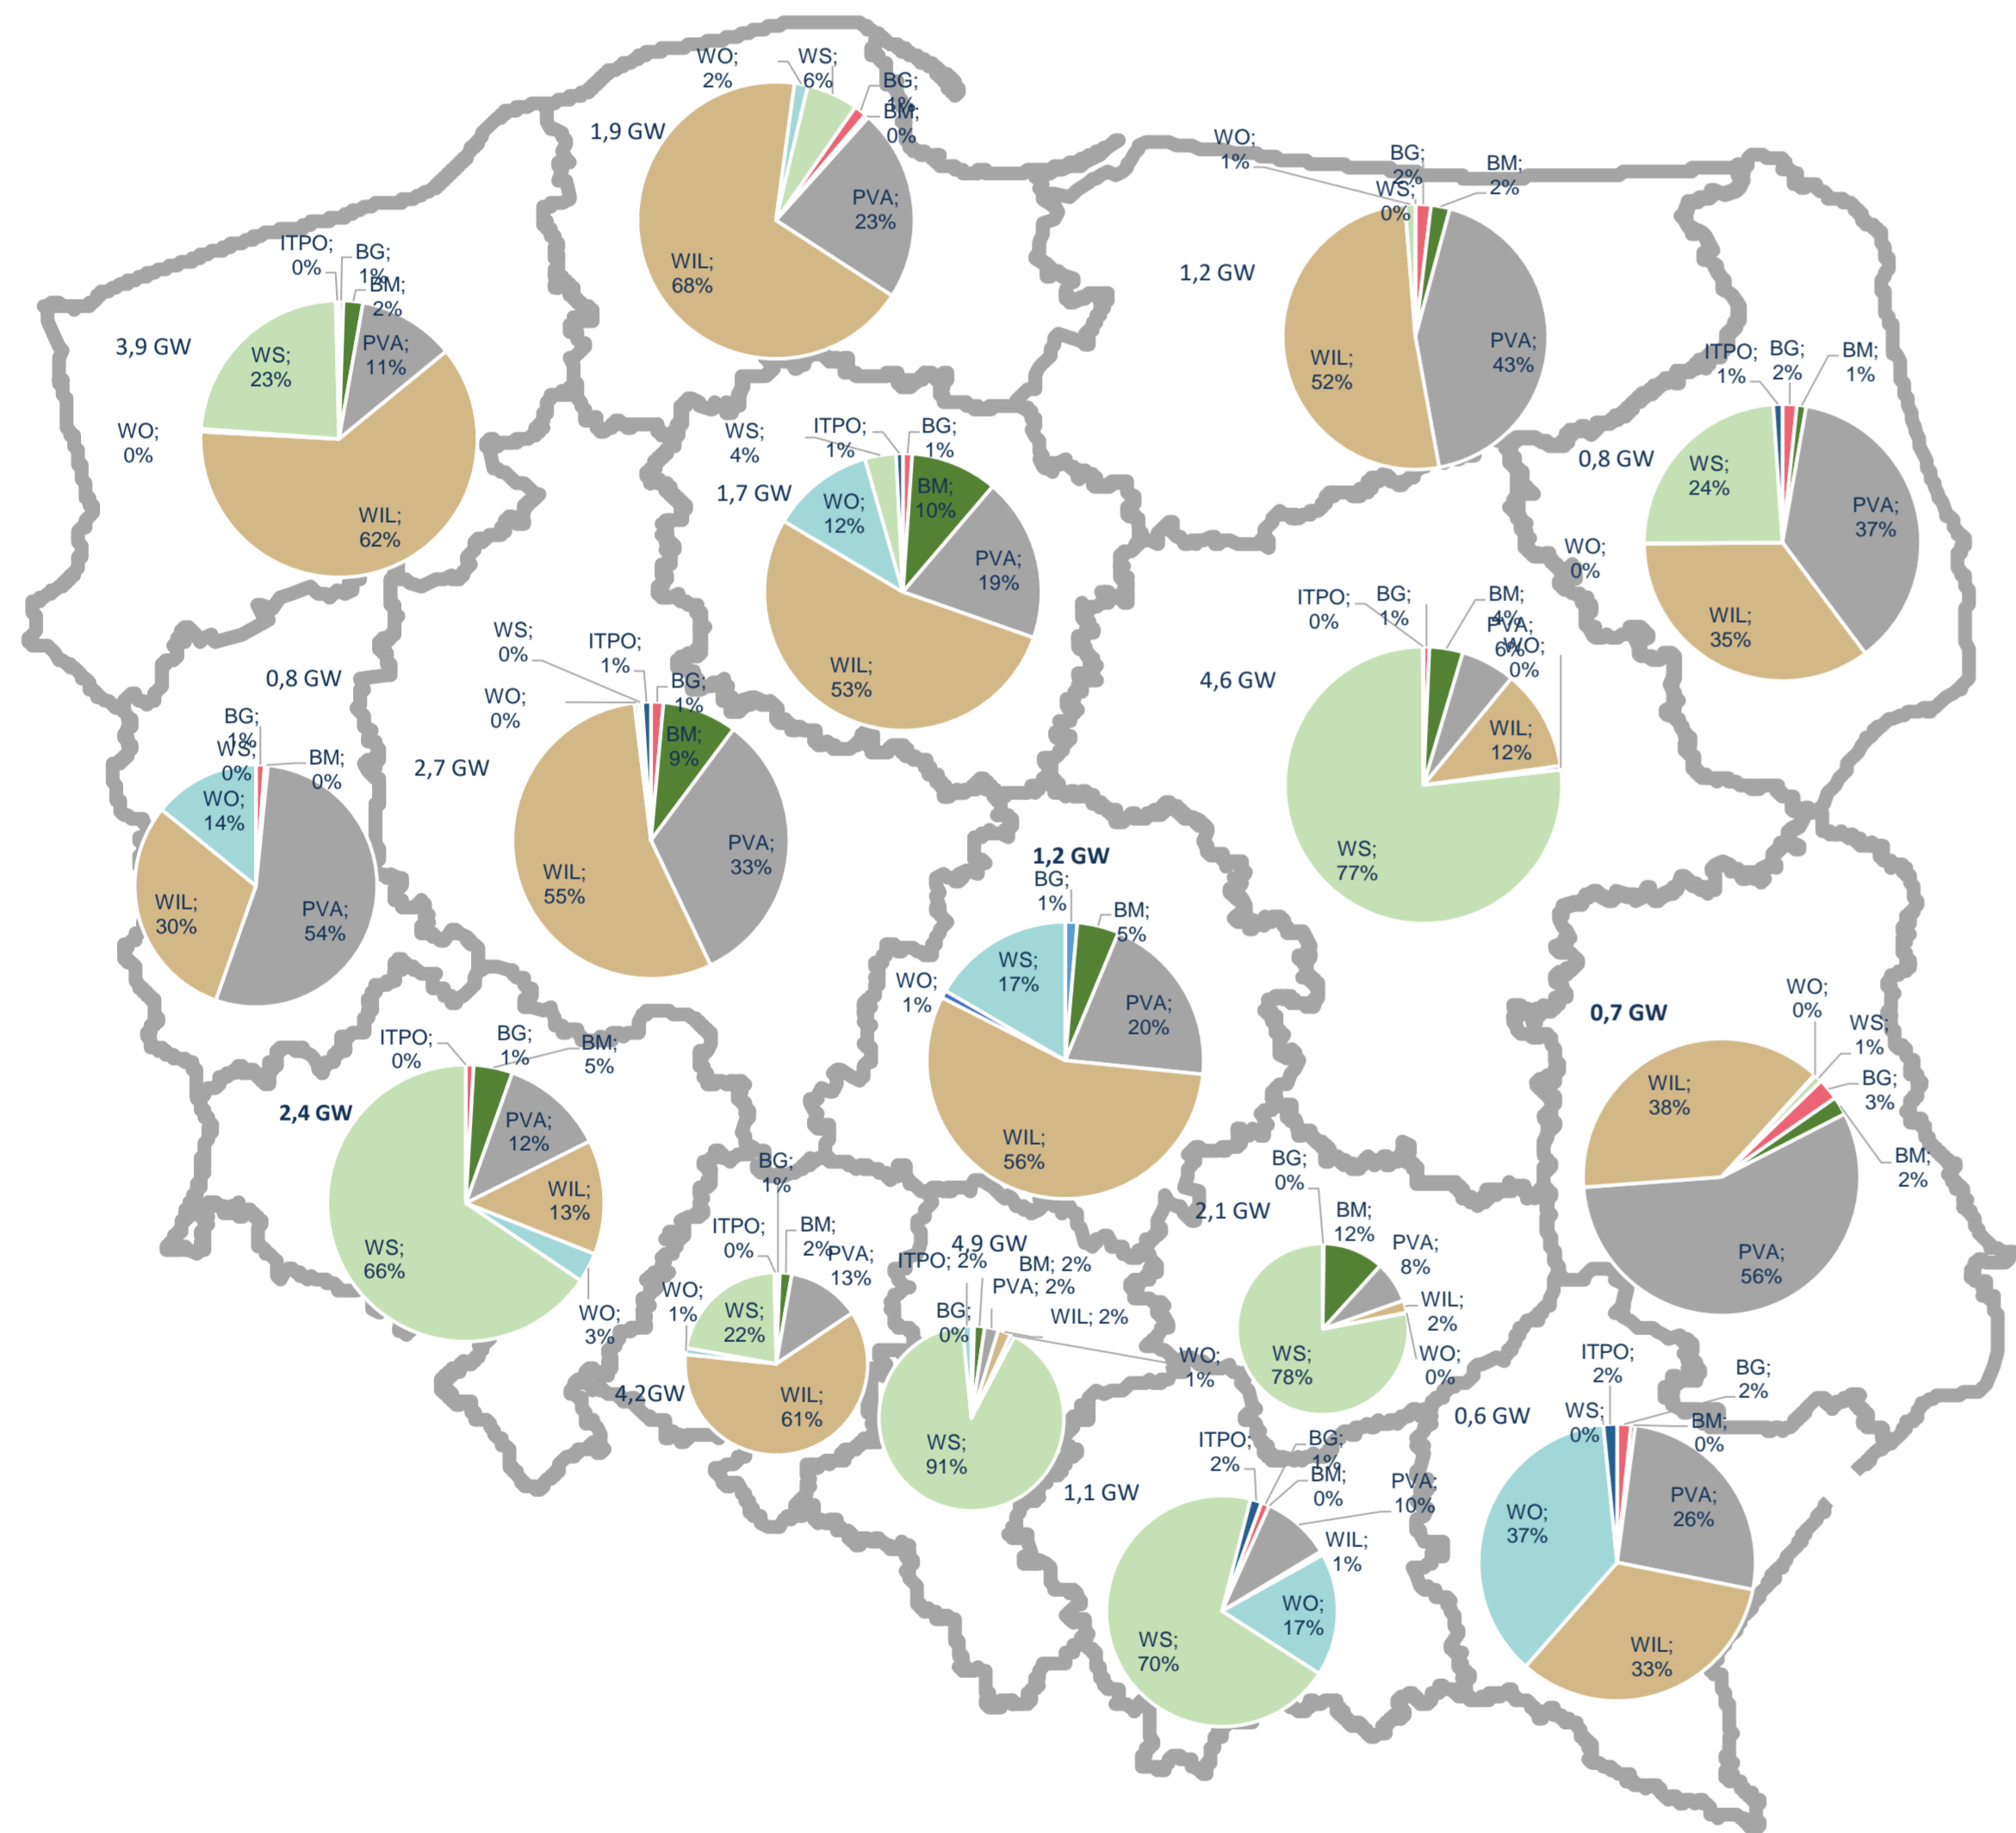 WO;
2%
WS;
6%
BG;
1%
BM;
0%
1,9 GW
PVA;
23%
WIL;
68%
WO;
1%
BG;
2%
BM;
2%
WS;
0%
1,2 GW
PVA;
43%
WIL;
52%
ITPO;
0%
BG;
1%
BM;
2%
3,9 GW
WS;
23%
PVA;
11%
WO;
0%
WIL;
62%
ITPO;
1%
BG;
2%
BM;
1%
0,8 GW
WS;
24%
PVA;
37%
WO;
0%
WIL;
35%
WS;
4%
ITPO;
1%
BG;
1%
1,7 GW
WO;
12%
BM;
10%
PVA;
19%
WIL;
53%
ITPO;
0%
BG;
1%
BM;
4%
PVA;
6%
WO;
0%
4,6 GW
WIL;
12%
WS;
77%
0,8 GW
BG;
1%
WS;
0%
BM;
0%
WO;
14%
WIL;
30%
PVA;
54%
WS;
0%
ITPO;
1%
WO;
0%
BG;
1%
BM;
9%
2,7 GW
PVA;
33%
WIL;
55%
1,2 GW
BG;
1%
BM;
5%
WS;
17%
WO;
1%
PVA;
20%
WIL;
56%
0,7 GW
WO;
0%
WS;
1%
BG;
3%
WIL;
38%
BM;
2%
PVA;
56%
ITPO;
0%
BG;
1%
BM;
5%
2,4 GW
PVA;
12%
WIL;
13%
WS;
66%
WO;
3%
BG;
1%
ITPO;
0%
BM;
2%
PVA;
13%
WO;
1%
WS;
22%
4,2GW
WIL;
61%
4,9 GW
ITPO; 2%
BM; 2%
PVA; 2%
BG;
0%
WIL; 2%
WO;
1%
WS;
91%
BG;
0%
2,1 GW
BM;
12%
PVA;
8%
WIL;
2%
WO;
0%
WS;
78%
1,1 GW
ITPO;
2%
BG;
1%
BM;
0%
PVA;
10%
WIL;
1%
WO;
17%
WS;
70%
0,6 GW
ITPO;
2%
BG;
2%
WS;
0%
BM;
0%
WO;
37%
PVA;
26%
WIL;
33%